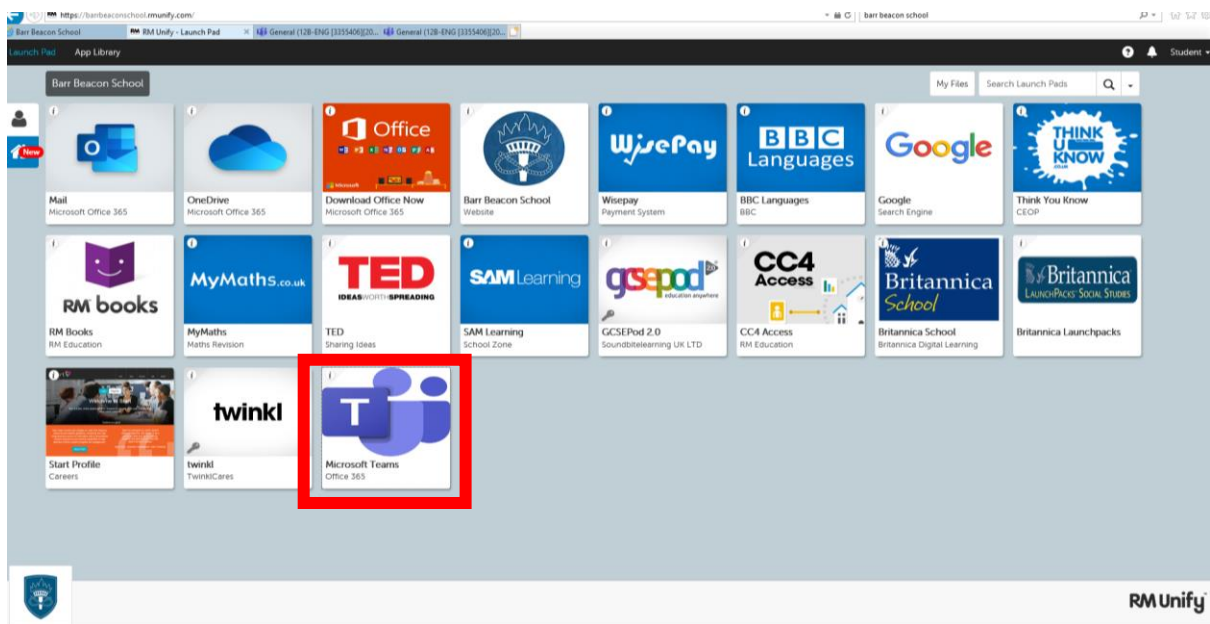 https://barrbeaconschool.rmunify.com/
barr beacon school
Barr Beacon School
RM Unify - Launch Pad
General (12B-ENG [3355406][20...
General (12B-ENG [3355406][20...
Launch Pad
App Library
Student
Barr Beacon School
My Files
Search Launch Pads
New
Office
Microsoft
WisePay
BBC
Languages
Google
THINK
U
KNOW
.co.uk
Mail
Microsoft Office 365
OneDrive
Microsoft Office 365
Download Office Now
Microsoft Office 365
Barr Beacon School
Website
Wisepay
Payment System
BBC Languages
BBC
Google
Search Engine
Think You Know
CEOP
RM books
MyMaths.co.uk
TED
IDEAS WORTH SPREADING
SAM Learning
gcsepod 2.0
education anywhere
CC4
Access
Britannica
School
Britannica
LAUNCHPACKS: SOCIAL STUDIES
RM Books
RM Education
MyMaths
Maths Revision
TED
Sharing Ideas
SAM Learning
School Zone
GCSEPod 2.0
Soundbitelearning UK LTD
CC4 Access
RM Education
Britannica School
Britannica Digital Learning
Britannica Launchpacks
twinkl
T
Start Profile
Careers
twinkl
TwinklCares
Microsoft Teams
Office 365
RM Unify